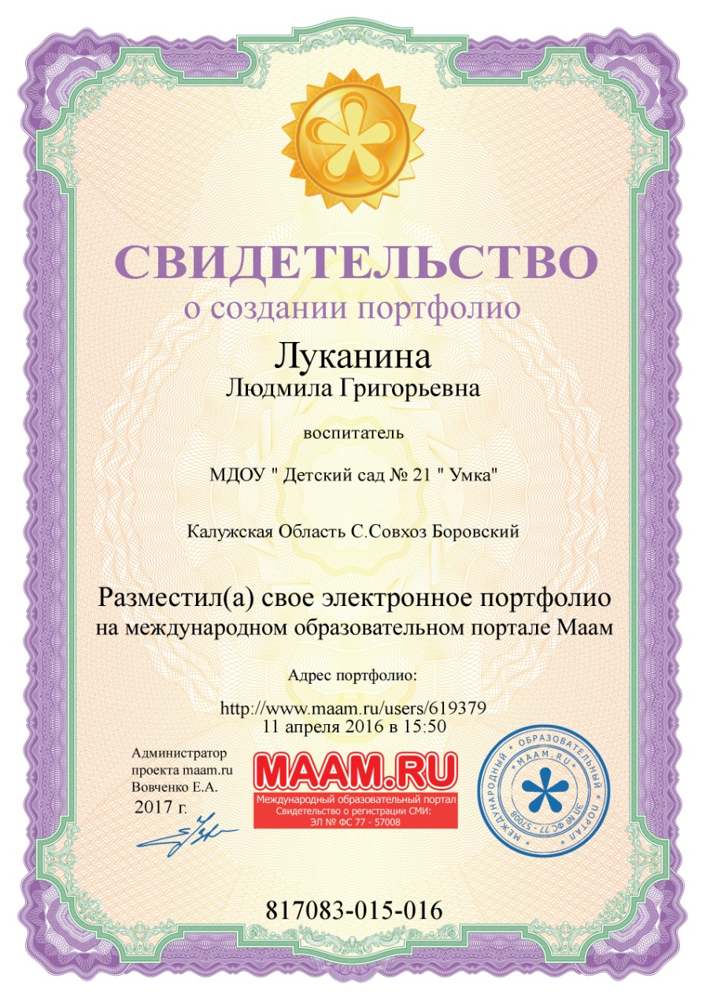 СВИДЕТЕЛЬСТВО
о создании портфолио
Луканина
Людмила Григорьевна
воспитатель
МДОУ " Детский сад № 21 " Умка"
Калужская Область С.Совхоз Боровский
Разместил(а) свое электронное портфолио
на международном образовательном портале Маам
Адрес портфолио:
http://www.maam.ru/users/619379
11 апреля 2016 в 15:50
Администратор
проекта maam.ru
Вовченко Е.А.
2017 г.
MAAM.RU
Международный образовательный портал
Свидетельство о регистрации СМИ:
ЭЛ № ФС 77 - 57008
* МЕЖДУНАРОДНЫЙ * ОБРАЗОВАТЕЛЬНЫЙ * ПОРТАЛ *
* MAAM.RU *
ЭЛ № ФС 77 - 57008
817083-015-016